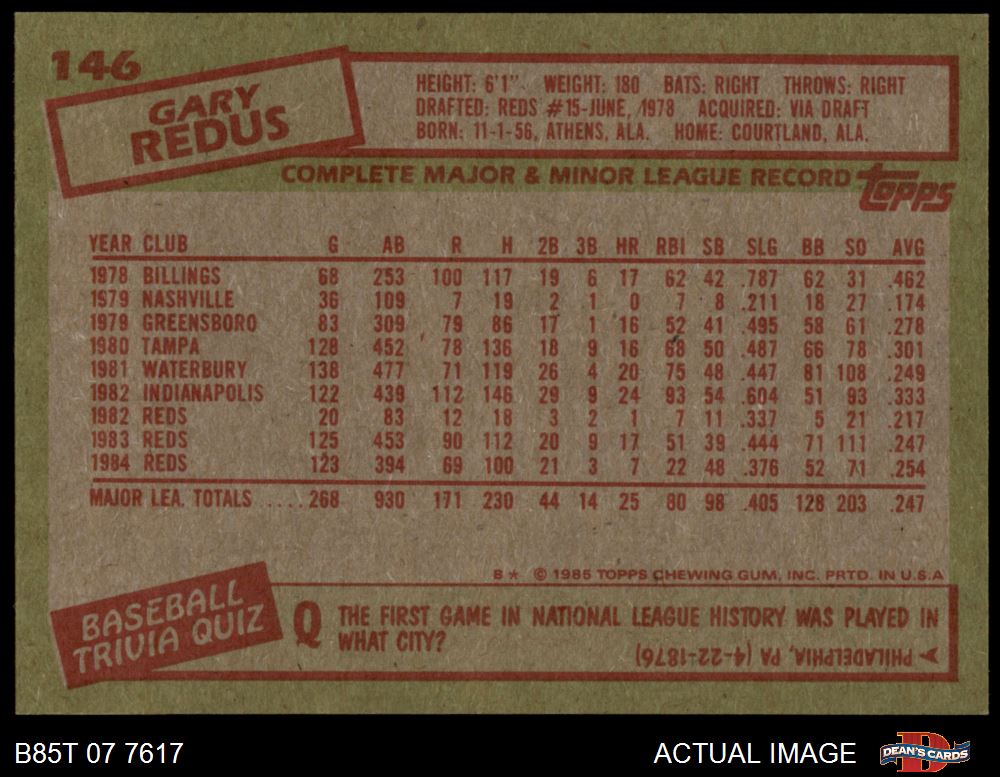 146
GARY
REDUS
HEIGHT: 6'1" WEIGHT: 180 BATS: RIGHT THROWS: RIGHT
DRAFTED: REDS #15-JUNE, 1978 ACQUIRED: VIA DRAFT
BORN: 11-1-56, ATHENS, ALA. HOME: COURTLAND, ALA.
COMPLETE MAJOR & MINOR LEAGUE RECORD topps
YEAR CLUB G AB R H 2B 3B HR RBI SB SLG BB SO AVG
1978 BILLINGS 68 253 100 117 19 6 17 62 42 .787 62 31 .462
1979 NASHVILLE 36 109 7 19 2 1 0 7 8 .211 18 27 .174
1979 GREENSBORO 83 309 79 86 17 1 16 52 41 .495 58 61 .278
1980 TAMPA 128 452 78 136 18 9 16 68 50 .487 66 78 .301
1981 WATERBURY 138 477 71 119 26 4 20 75 48 .447 81 108 .249
1982 INDIANAPOLIS 122 439 112 146 29 9 24 93 54 .604 51 93 .333
1982 REDS 20 83 12 18 3 2 1 7 11 .337 5 21 .217
1983 REDS 125 453 90 112 20 9 17 51 39 .444 71 111 .247
1984 REDS 123 394 69 100 21 3 7 22 48 .376 52 71 .254
MAJOR LEA. TOTALS .....268 930 171 230 44 14 25 80 98 .405 128 203 .247
B* © 1985 TOPPS CHEWING GUM, INC. PRTD. IN U.S.A
BASEBALL
TRIVIA QUIZ
Q THE FIRST GAME IN NATIONAL LEAGUE HISTORY WAS PLAYED IN
WHAT CITY?
A PHILADELPHIA, PA (4-22-1876)
B85T 07 7617
ACTUAL IMAGE
D
DEAN'S CARDS